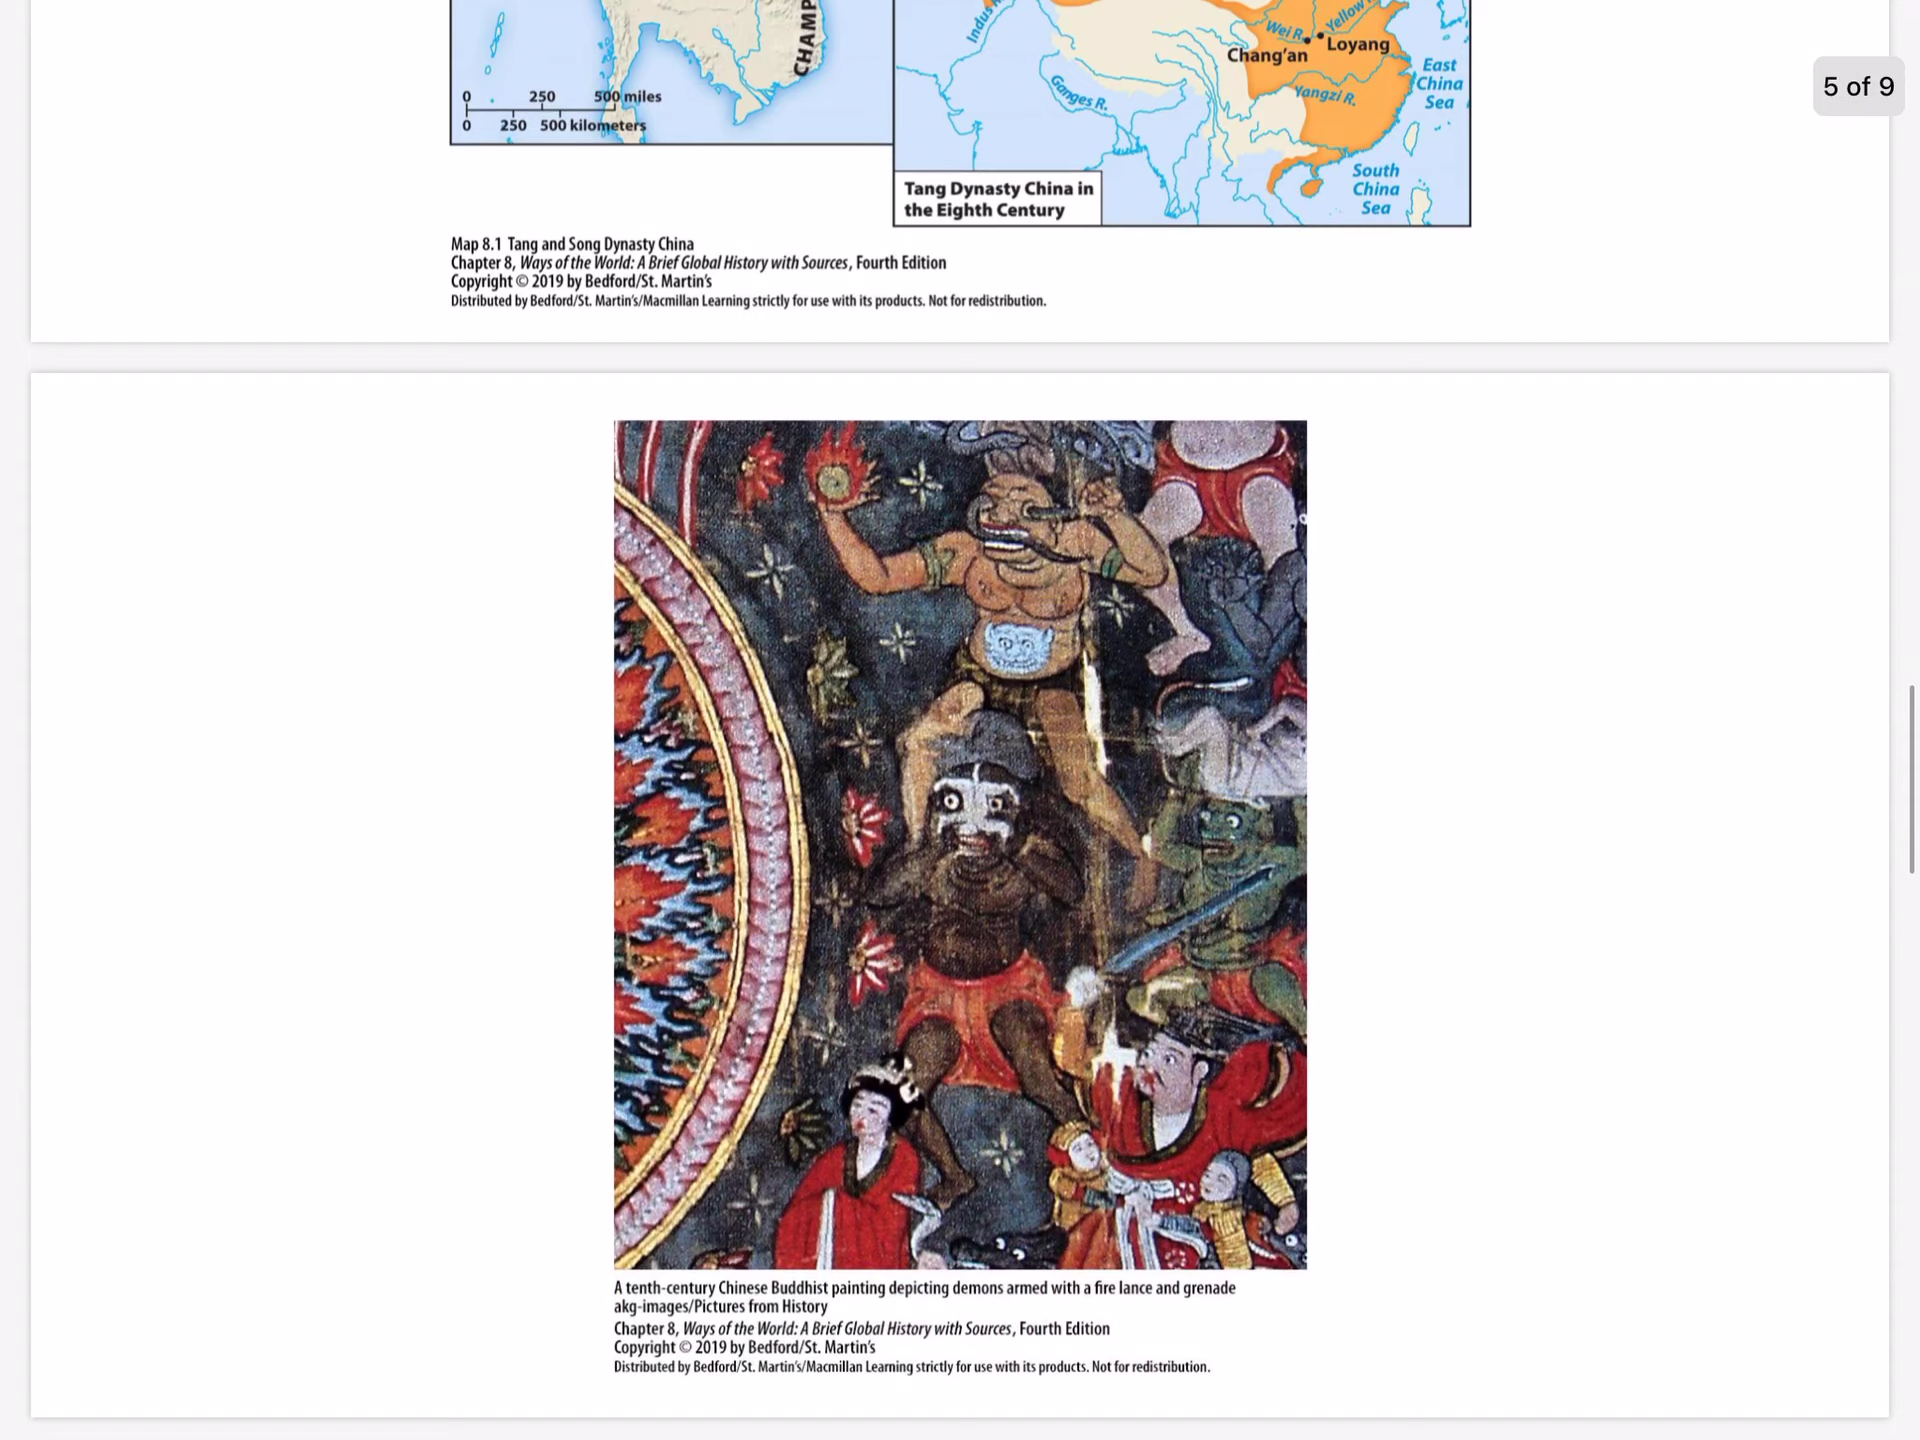 Indus
CHAMP
0 250 500 miles
0 250 500 kilometers
Wei R.
Yellow
Loyang
Chang'an
East
China
Sea
Ganges R.
Yangzi R.
South
China
Sea
Tang Dynasty China in
the Eighth Century
5 of 9
Map 8.1 Tang and Song Dynasty China
Chapter 8, Ways of the World: A Brief Global History with Sources, Fourth Edition
Copyright © 2019 by Bedford/St. Martin's
Distributed by Bedford/St. Martin's/Macmillan Learning strictly for use with its products. Not for redistribution.
A tenth-century Chinese Buddhist painting depicting demons armed with a fire lance and grenade
akg-images/Pictures from History
Chapter 8, Ways of the World: A Brief Global History with Sources, Fourth Edition
Copyright © 2019 by Bedford/St. Martin's
Distributed by Bedford/St. Martin's/Macmillan Learning strictly for use with its products. Not for redistribution.